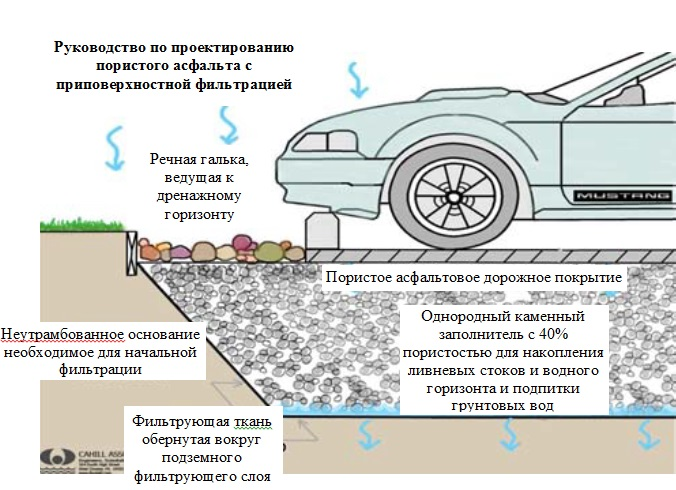 Руководство по проектированию
пористого асфальта с
приповерхностной фильтрацией
Речная галька,
ведущая к
дренажному
горизонту
MUSTANG
Пористое асфальтовое дорожное покрытие
Однородный каменный
заполнитель с 40%
пористостью для накопления
ливневых стоков и водного
горизонта и подпитки
грунтовых вод
Неутрамбованное основание
необходимое для начальной
фильтрации
Фильтрующая ткань
обернутая вокруг
подземного
фильтрующего слоя
CAHILL ASSO